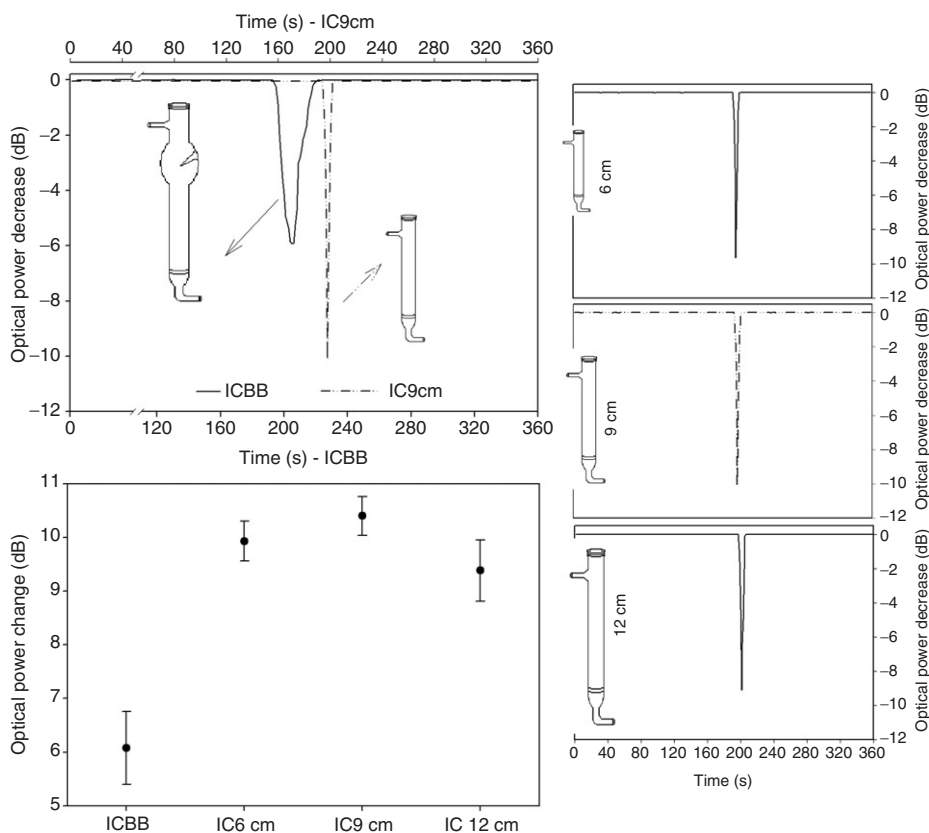 Time (s) - IC9cm
0 40 60 80 100 120 160 200 240 280 320 360
0
−2
−4
−6
−8
−10
−12
Optical power decrease (dB)
ICBB IC9cm
0 120 160 200 240 280 320 360
Time (s) - ICBB
11
10
9
8
7
6
5
Optical power change (dB)
ICBB IC6 cm IC9 cm IC 12 cm
6 cm
0
−2
−4
−6
−8
−10
−12
Optical power decrease (dB)
9 cm
0
−2
−4
−6
−8
−10
−12
Optical power decrease (dB)
12 cm
0
−2
−4
−6
−8
−10
−12
Optical power decrease (dB)
0 40 80 120 160 200 240 280 320 360
Time (s)